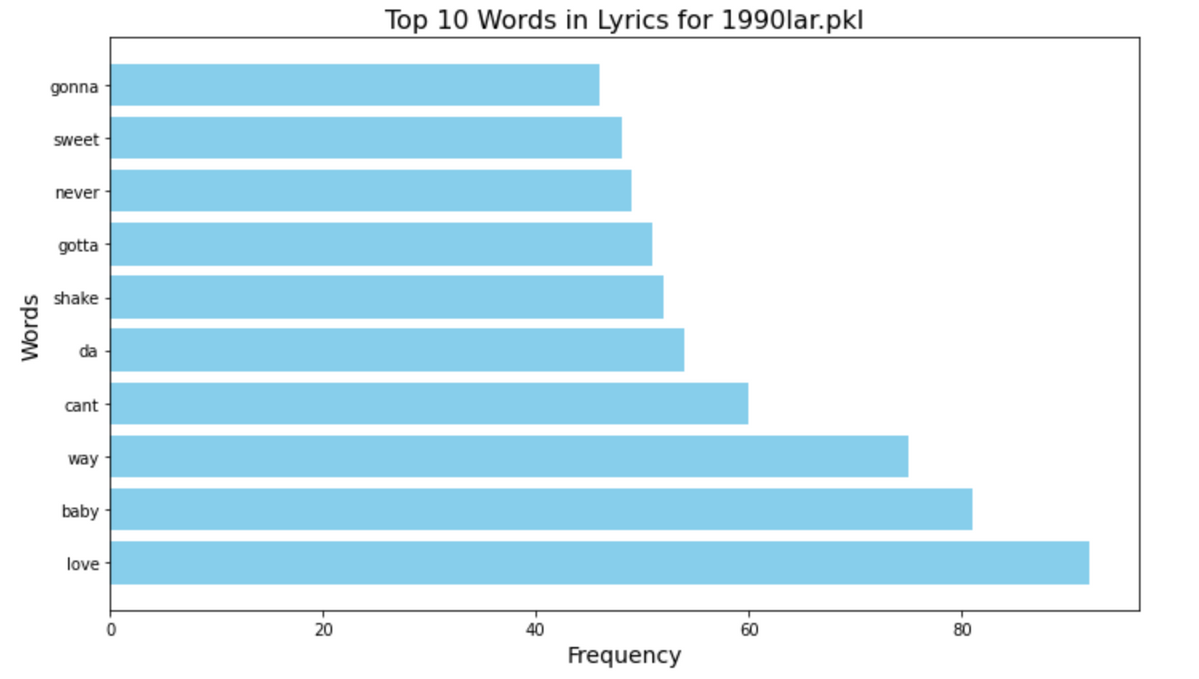 Top 10 Words in Lyrics for 1990lar.pkl
gonna
sweet
never
gotta
shake
da
cant
way
baby
love
Words
0 20 40 60 80
Frequency